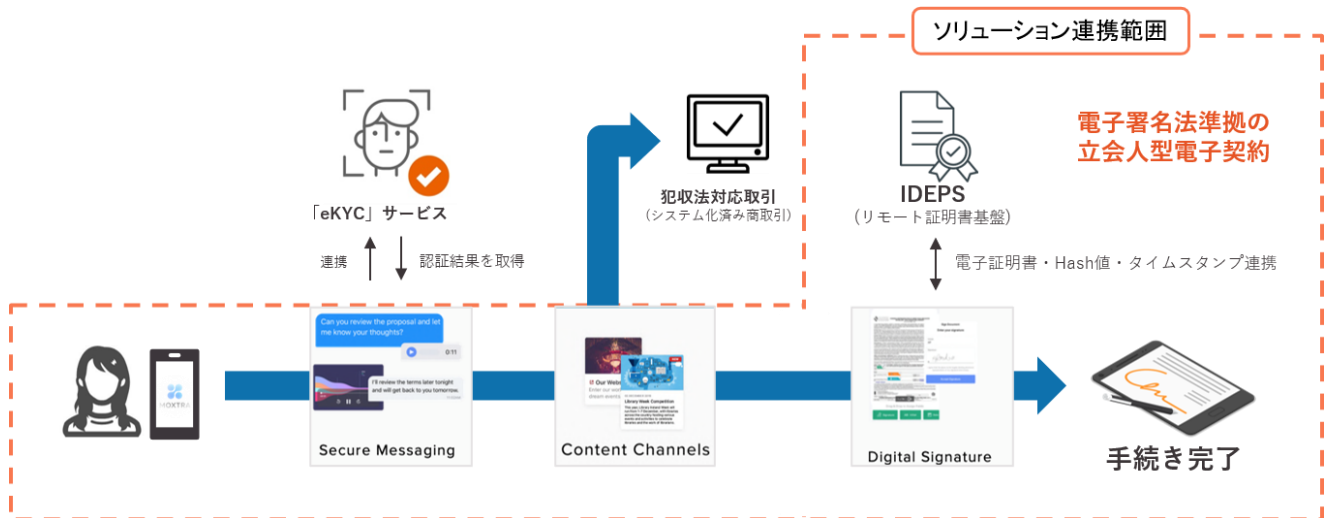 ソリューション連携範囲
電子署名法準拠の
立会人型電子契約
「eKYC」サービス
連携
認証結果を取得
犯収法対応取引
（システム化済み商取引）
IDEPS
（リモート証明書基盤）
電子証明書・Hash値・タイムスタンプ連携
MOXTRA
Can you review the proposal and let
me know your thoughts?
0:11
I'll review the terms later tonight
and will get back to you tomorrow.
Secure Messaging
Library Week Competition
Content Channels
Digital Signature
手続き完了